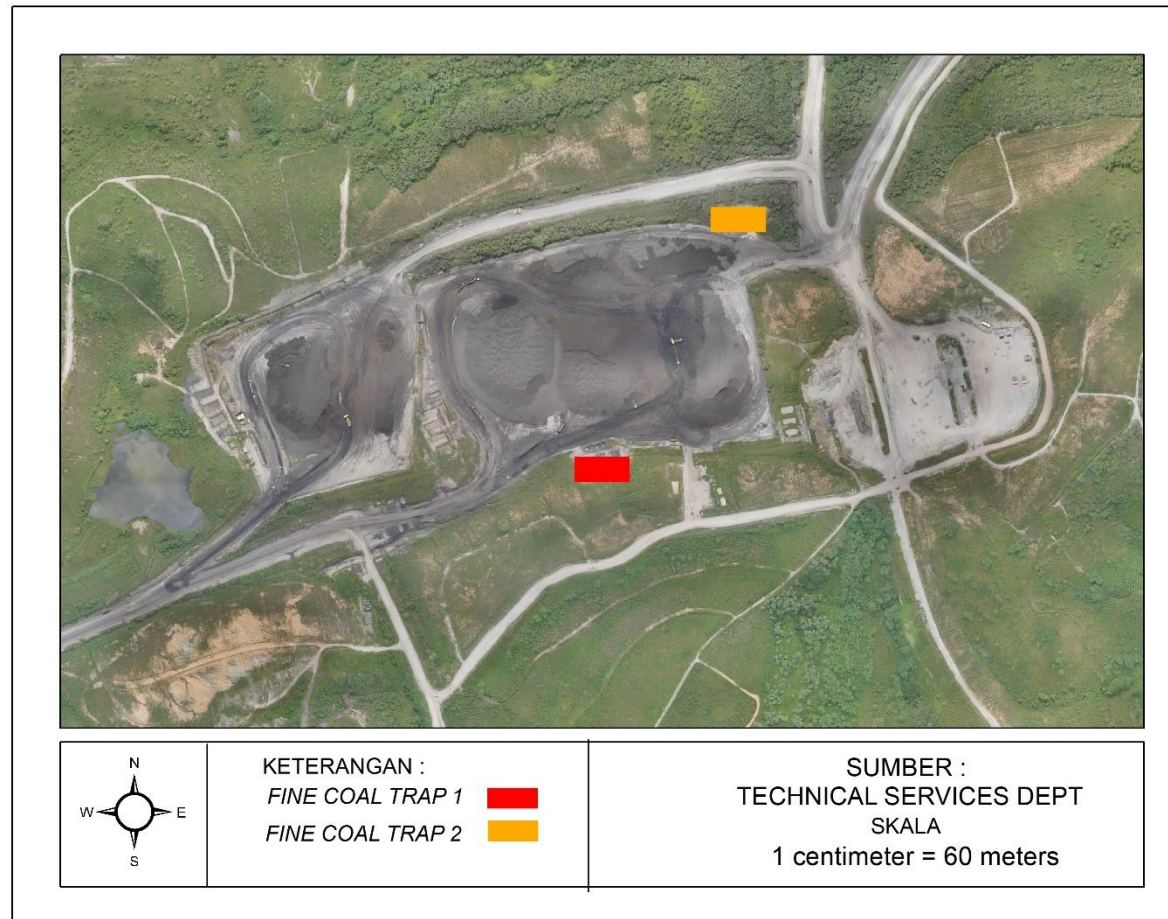 N
W E
S
KETERANGAN :
FINE COAL TRAP 1
FINE COAL TRAP 2
SUMBER :
TECHNICAL SERVICES DEPT
SKALA
1 centimeter = 60 meters